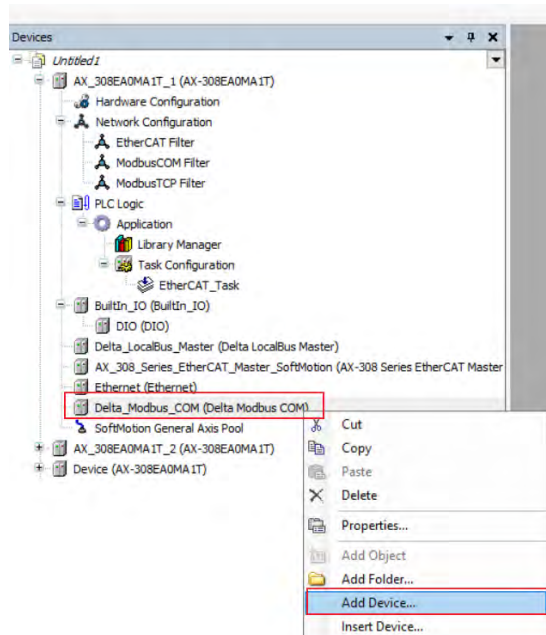 Devices
Untitled1
AX_308EA0MA1T_1 (AX-308EA0MA1T)
Hardware Configuration
Network Configuration
EtherCAT Filter
ModbusCOM Filter
ModbusTCP Filter
PLC Logic
Application
Library Manager
Task Configuration
EtherCAT_Task
BuiltIn_IO (BuiltIn_IO)
DIO (DIO)
Delta_LocalBus_Master (Delta LocalBus Master)
AX_308_Series_EtherCAT_Master_SoftMotion (AX-308 Series EtherCAT Master
Ethernet (Ethernet)
Delta_Modbus_COM (Delta Modbus COM)
SoftMotion General Axis Pool
AX_308EA0MA1T_2 (AX-308EA0MA1T)
Device (AX-308EA0MA1T)
Cut
Copy
Paste
Delete
Properties...
Add Object
Add Folder...
Add Device...
Insert Device...